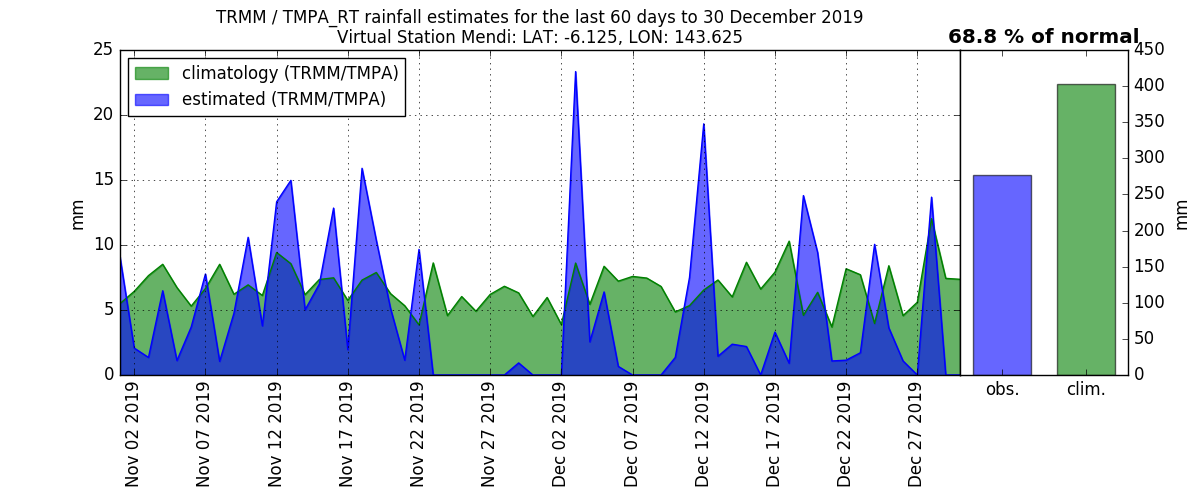 TRMM / TMPA_RT rainfall estimates for the last 60 days to 30 December 2019
Virtual Station Mendi: LAT: -6.125, LON: 143.625
68.8 % of normal
climatology (TRMM/TMPA)
estimated (TRMM/TMPA)
25
20
15
10
5
0
mm
Nov 02 2019
Nov 07 2019
Nov 12 2019
Nov 17 2019
Nov 22 2019
Nov 27 2019
Dec 02 2019
Dec 07 2019
Dec 12 2019
Dec 17 2019
Dec 22 2019
Dec 27 2019
obs.
clim.
450
400
350
300
250
200
150
100
50
0
mm